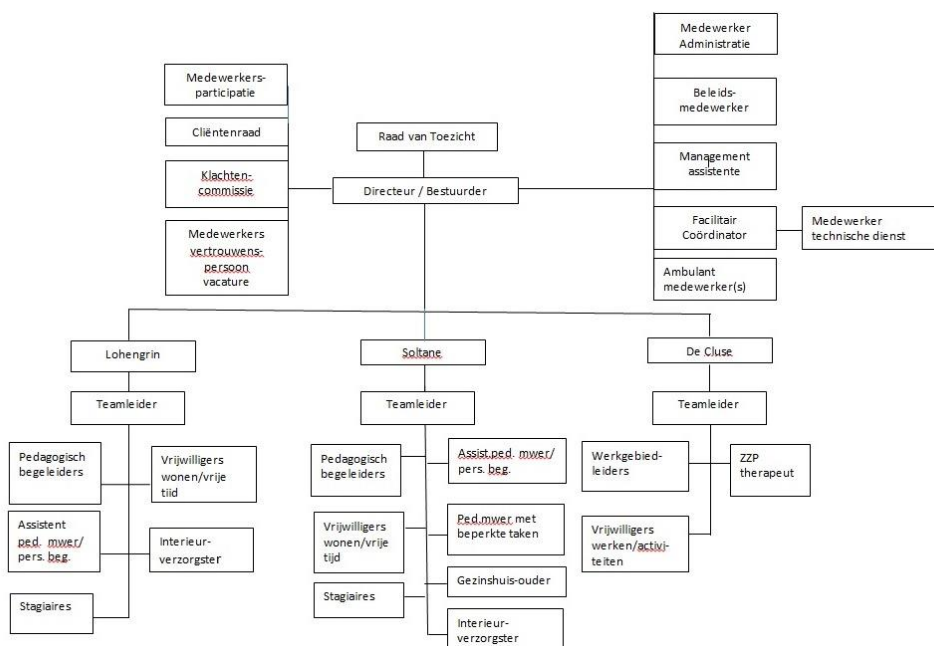 Medewerker
Administratie
Medewerkers-
participatie
Beleids-
medewerker
Cliëntenraad
Raad van Toezicht
Klachten-
commissie
Directeur / Bestuurder
Management
assistente
Medewerkers
vertrouwens-
persoon
vacature
Facilitair
Coördinator
Medewerker
technische dienst
Ambulant
medewerker(s)
Lohengrin
Soltane
De Cluse
Teamleider
Teamleider
Teamleider
Pedagogisch
begeleiders
Vrijwilligers
wonen/vrije
tijd
Assistent
ped. mwer/
pers. beg.
Interieur-
verzorgster
Stagiaires
Pedagogisch
begeleiders
Assist.ped. mwer/
pers. beg.
Vrijwilligers
wonen/vrije
tijd
Ped.mwer met
beperkte taken
Stagiaires
Gezinshuis-ouder
Interieur-
verzorgster
Werkgebied-
leiders
ZZP
therapeut
Vrijwilligers
werken/activi-
teiten